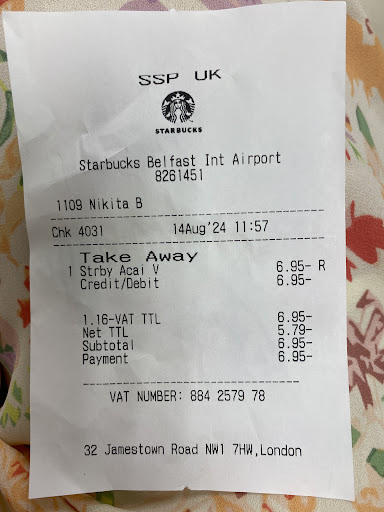 SSP UK
STARBUCKS
Starbucks Belfast Int Airport
8261451
1109 Nikita B
Chk 4031 14Aug'24 11:57
Take Away
1 Strby Acai V 6.95- R
Credit/Debit 6.95-
1.16-VAT TTL 6.95-
Net TTL 5.79-
Subtotal 6.95-
Payment 6.95-
VAT NUMBER: 884 2579 78
32 Jamestown Road NW1 7HW,London